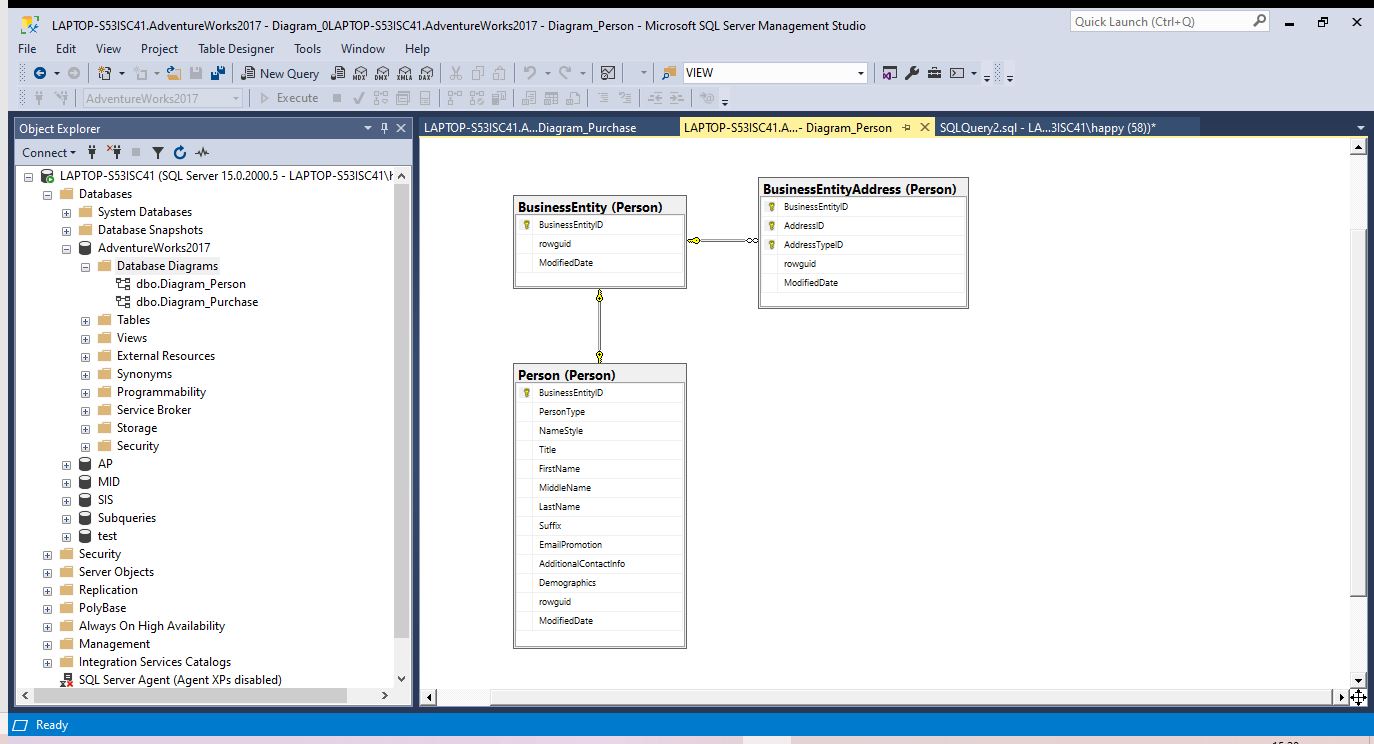 LAPTOP-S53ISC41.AdventureWorks2017 - Diagram_0LAPTOP-S53ISC41.AdventureWorks2017 - Diagram_Person - Microsoft SQL Server Management Studio
Quick Launch (Ctrl+Q)
File Edit View Project Table Designer Tools Window Help
New Query MDX DMX XMLA DAX VIEW
AdventureWorks2017 Execute
Object Explorer
LAPTOP-S53ISC41.A...Diagram_Purchase LAPTOP-S53ISC41.A...- Diagram_Person SQLQuery2.sql - LA...3ISC41\happy (58))*
Connect
LAPTOP-S53ISC41 (SQL Server 15.0.2000.5 - LAPTOP-S53ISC41\
Databases
System Databases
Database Snapshots
AdventureWorks2017
Database Diagrams
dbo.Diagram_Person
dbo.Diagram_Purchase
Tables
Views
External Resources
Synonyms
Programmability
Service Broker
Storage
Security
AP
MID
SIS
Subqueries
test
Security
Server Objects
Replication
PolyBase
Always On High Availability
Management
Integration Services Catalogs
SQL Server Agent (Agent XPs disabled)
BusinessEntity (Person)
BusinessEntityID
rowguid
ModifiedDate
BusinessEntityAddress (Person)
BusinessEntityID
AddressID
AddressTypeID
rowguid
ModifiedDate
Person (Person)
BusinessEntityID
PersonType
NameStyle
Title
FirstName
MiddleName
LastName
Suffix
EmailPromotion
AdditionalContactInfo
Demographics
rowguid
ModifiedDate
Ready